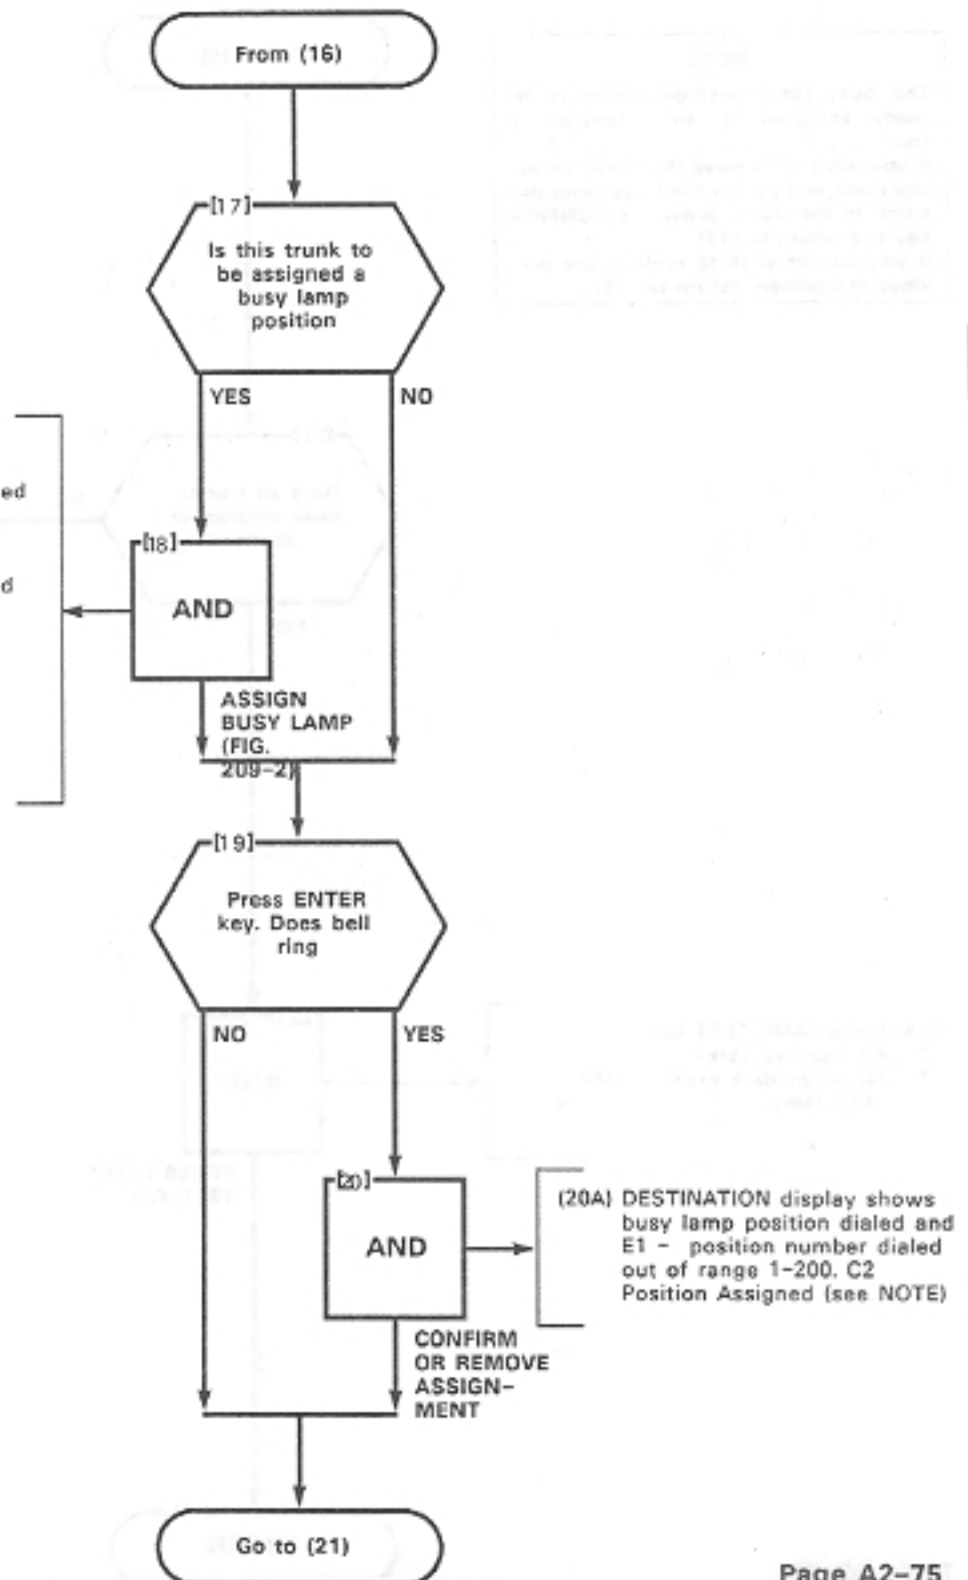 From (16)
[17]
Is this trunk to
be assigned a
busy lamp
position
YES
NO
ed
[18]
d
AND
ASSIGN
BUSY LAMP
(FIG.
209-2)
[19]
Press ENTER
key. Does bell
ring
NO
YES
[20]
AND
(20A) DESTINATION display shows
busy lamp position dialed and
E1 - position number dialed
out of range 1-200. C2
Position Assigned (see NOTE)
CONFIRM
OR REMOVE
ASSIGN-
MENT
Go to (21)
Page A2-75